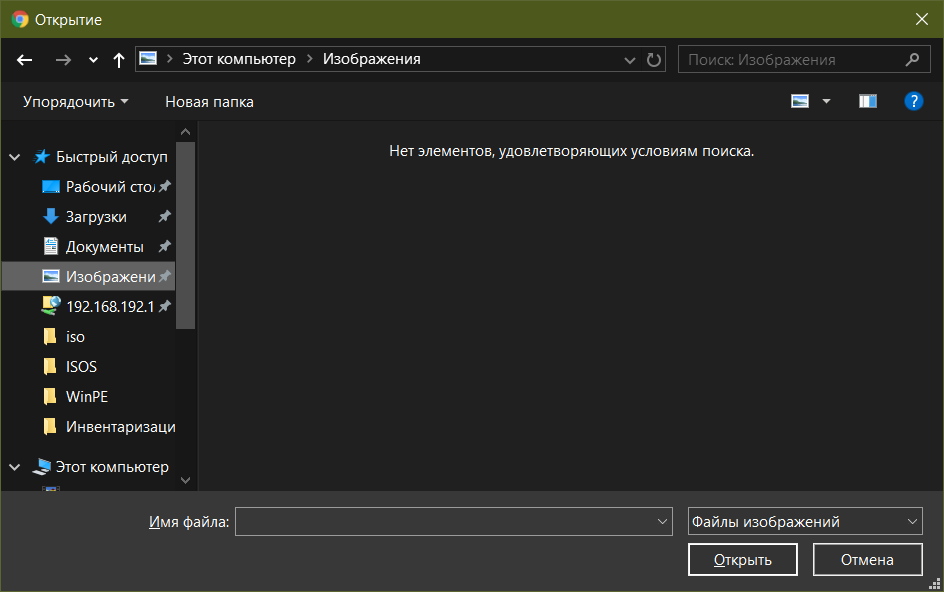 Открытие
Этот компьютер
Изображения
Поиск: Изображения
Упорядочить
Новая папка
?
Быстрый доступ
Рабочий стол
Загрузки
Документы
Изображени
192.168.192.1
iso
ISOS
WinPE
Инвентаризаци
Этот компьютер
Нет элементов, удовлетворяющих условиям поиска.
Имя файла:
Файлы изображений
Открыть
Отмена